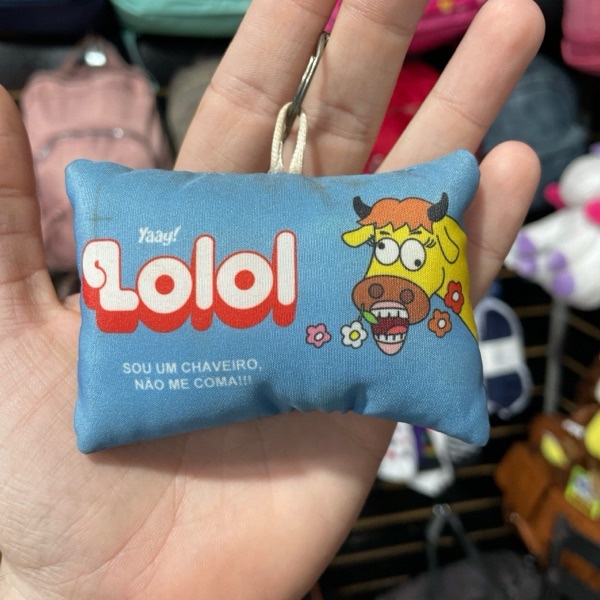 Yaay!
Lolol
SOU UM CHAVEIRO,
NÃO ME COMA!!!